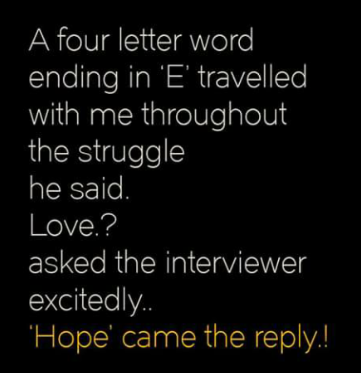 A four letter word
ending in 'E' travelled
with me throughout
the struggle
he said.
Love.?
asked the interviewer
excitedly..
'Hope' came the reply.!